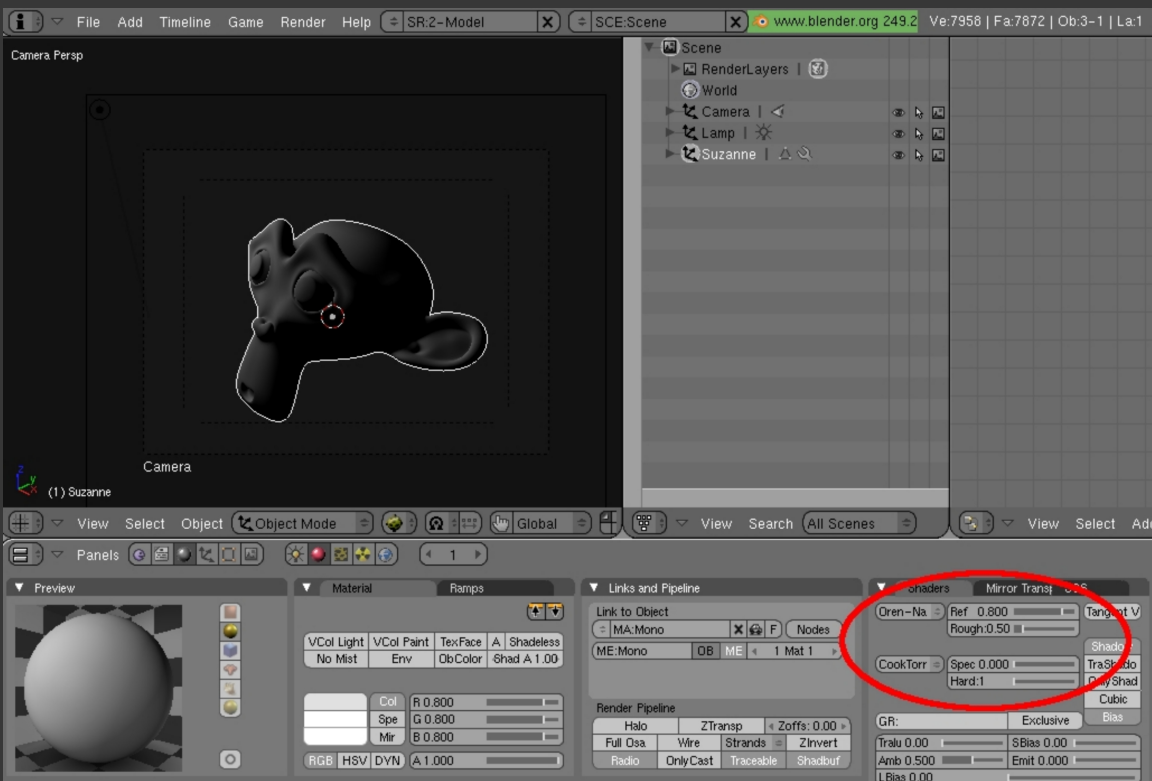 File Add Timeline Game Render Help SR:2-Model X SCE:Scene X www.blender.org 249.2 Ve:7958 | Fa:7872 | Ob:3-1 | La:1
Camera Persp
Camera
(1) Suzanne
Scene
RenderLayers |
World
Camera |
Lamp |
Suzanne |
View Select Object Object Mode Global
View Search All Scenes
View Select Add
Panels 1
Preview
Material Ramps
VCol Light VCol Paint TexFace A Shadeless
No Mist Env ObColor Shad A 1.00
Col R 0.800
Spe G 0.800
Mir B 0.800
RGB HSV DYN A 1.000
Links and Pipeline
Link to Object
MA:Mono X F Nodes
ME:Mono OB ME 1 Mat 1
Render Pipeline
Halo ZTransp Zoffs: 0.00
Full Osa Wire Strands ZInvert
Radio OnlyCast Traceable Shadbuf
Shaders Mirror Transp
Oren-Na Ref 0.800 Tangent V
Rough:0.50
Shado
CookTorr Spec 0.000 TraShado
Hard:1 OnlyShad
Cubic
GR: Exclusive Bias
Tralu 0.00 SBias 0.00
Amb 0.500 Emit 0.000
LBias 0.00